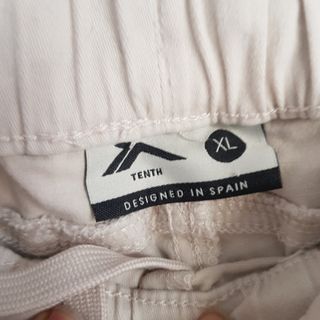 XL
TENTH
DESIGNED IN SPAIN